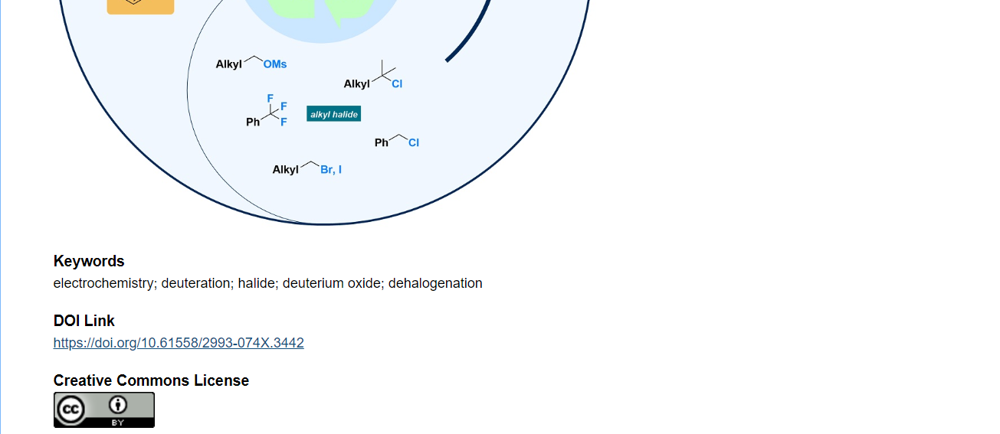 Alkyl OMs
Alkyl Cl
F
F
Ph F
alkyl halide
Ph Cl
Alkyl Br, I
Keywords
electrochemistry; deuteration; halide; deuterium oxide; dehalogenation
DOI Link
https://doi.org/10.61558/2993-074X.3442
Creative Commons License
cc
BY